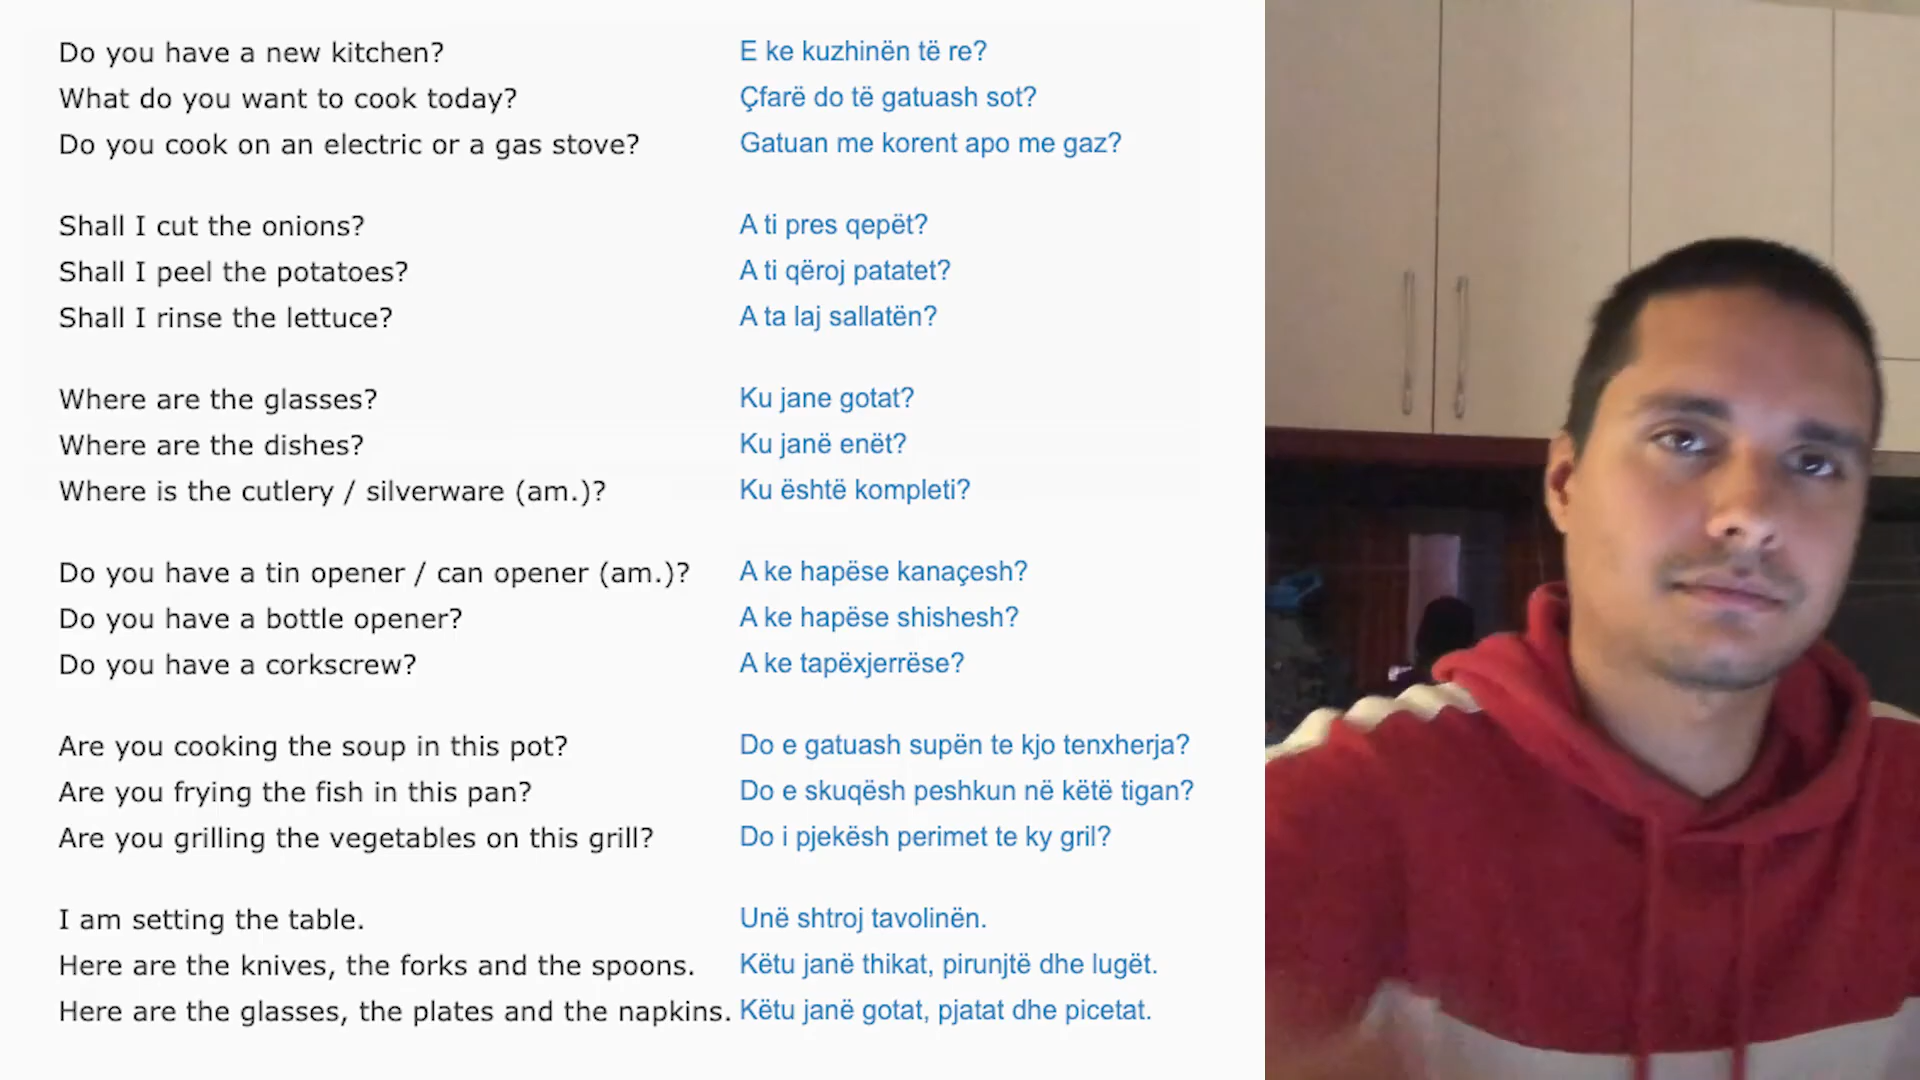 Do you have a new kitchen? E ke kuzhinën të re?
What do you want to cook today? Çfarë do të gatuash sot?
Do you cook on an electric or a gas stove? Gatuan me korent apo me gaz?
Shall I cut the onions? A ti pres qepët?
Shall I peel the potatoes? A ti qëroj patatet?
Shall I rinse the lettuce? A ta laj sallatën?
Where are the glasses? Ku jane gotat?
Where are the dishes? Ku janë enët?
Where is the cutlery / silverware (am.)? Ku është kompleti?
Do you have a tin opener / can opener (am.)? A ke hapëse kanaçesh?
Do you have a bottle opener? A ke hapëse shishesh?
Do you have a corkscrew? A ke tapëxjerrëse?
Are you cooking the soup in this pot? Do e gatuash supën te kjo tenxherja?
Are you frying the fish in this pan? Do e skuqësh peshkun në këtë tigan?
Are you grilling the vegetables on this grill? Do i pjekësh perimet te ky gril?
I am setting the table. Unë shtroj tavolinën.
Here are the knives, the forks and the spoons. Këtu janë thikat, pirunjtë dhe lugët.
Here are the glasses, the plates and the napkins. Këtu janë gotat, pjatat dhe picetat.